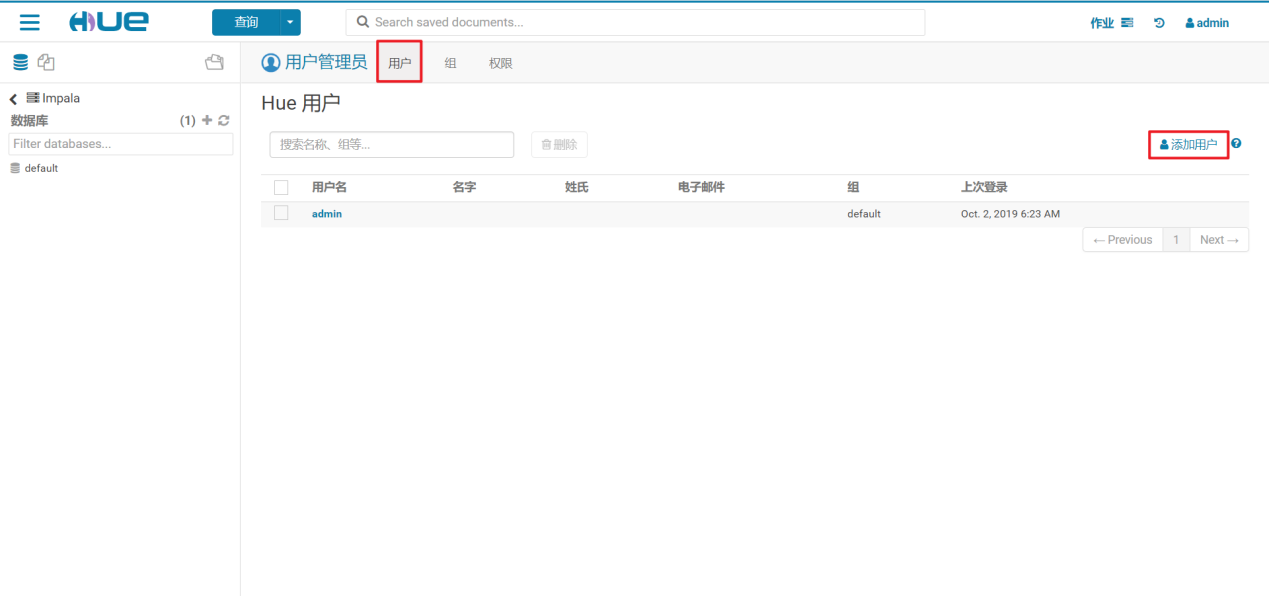 HUE
查询
Search saved documents...
作业
admin
用户管理员 用户 组 权限
Impala
数据库 (1)
Filter databases...
default
Hue 用户
搜索名称、组等... 删除 添加用户
用户名 名字 姓氏 电子邮件 组 上次登录
admin default Oct. 2, 2019 6:23 AM
← Previous 1 Next →